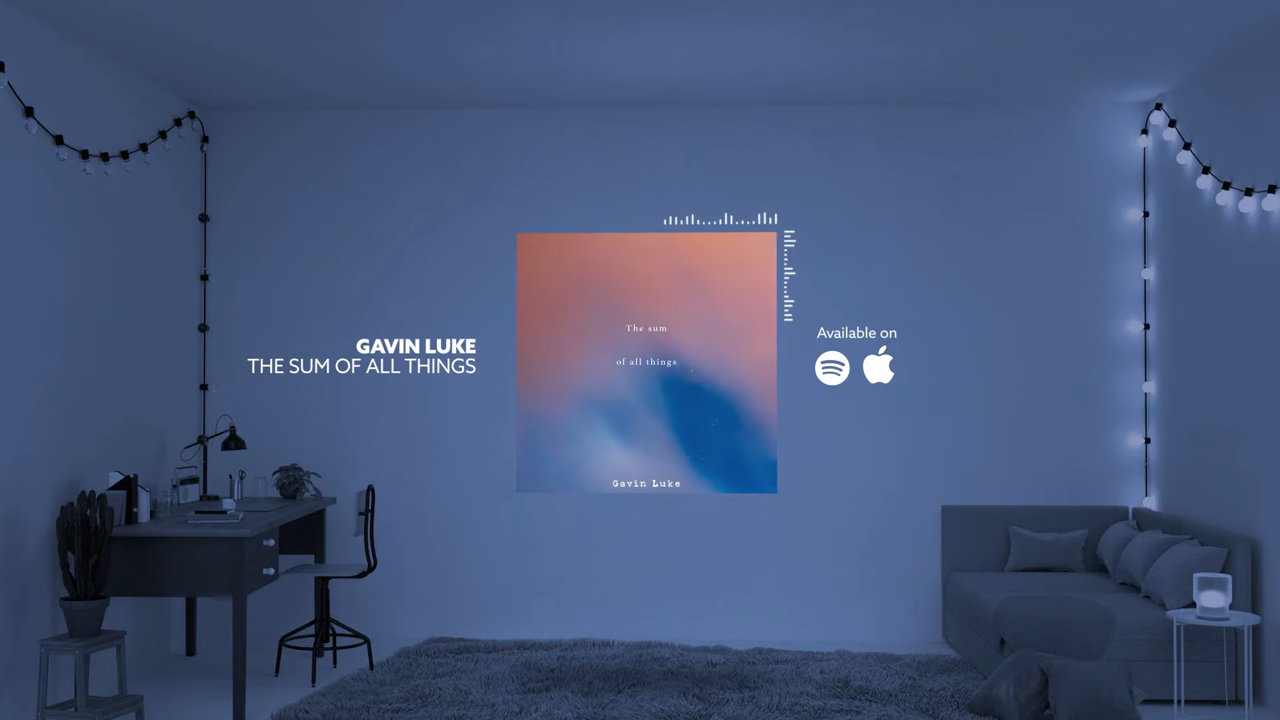 GAVIN LUKE
THE SUM OF ALL THINGS
The sum
of all things
Gavin Luke
Available on